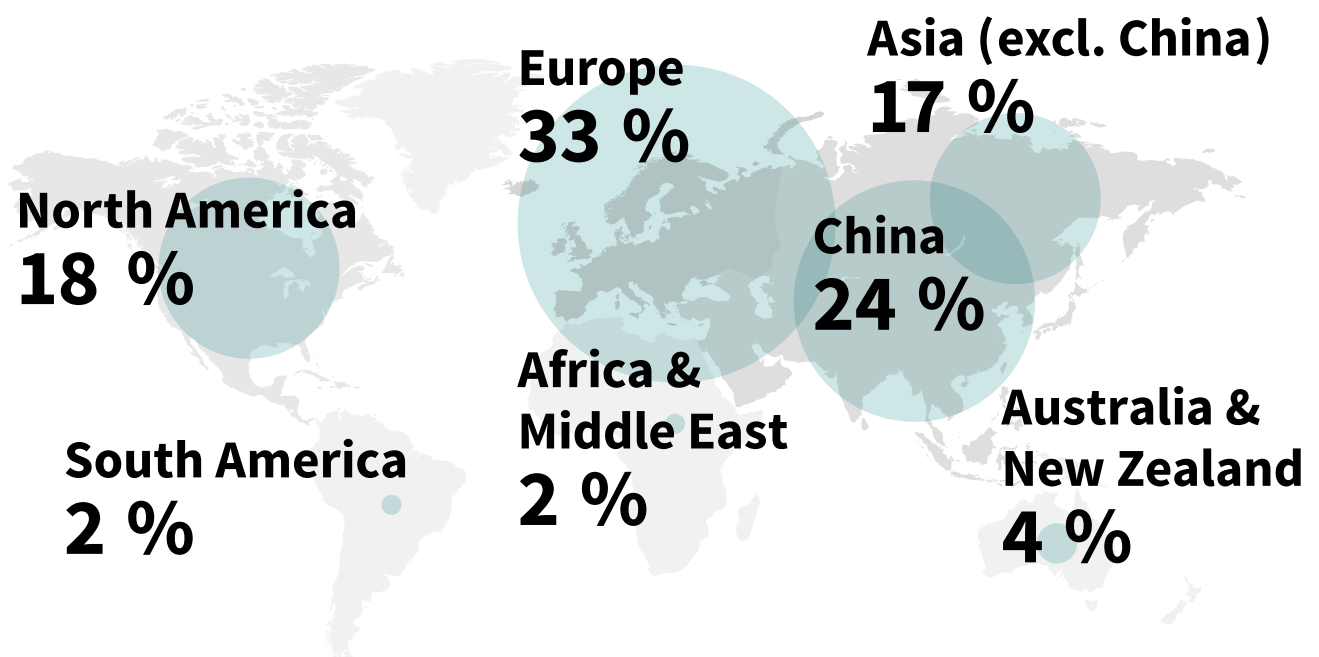 Asia (excl. China)
17 %
Europe
33 %
North America
18 %
China
24 %
Africa &
Middle East
2 %
Australia &
New Zealand
4 %
South America
2 %